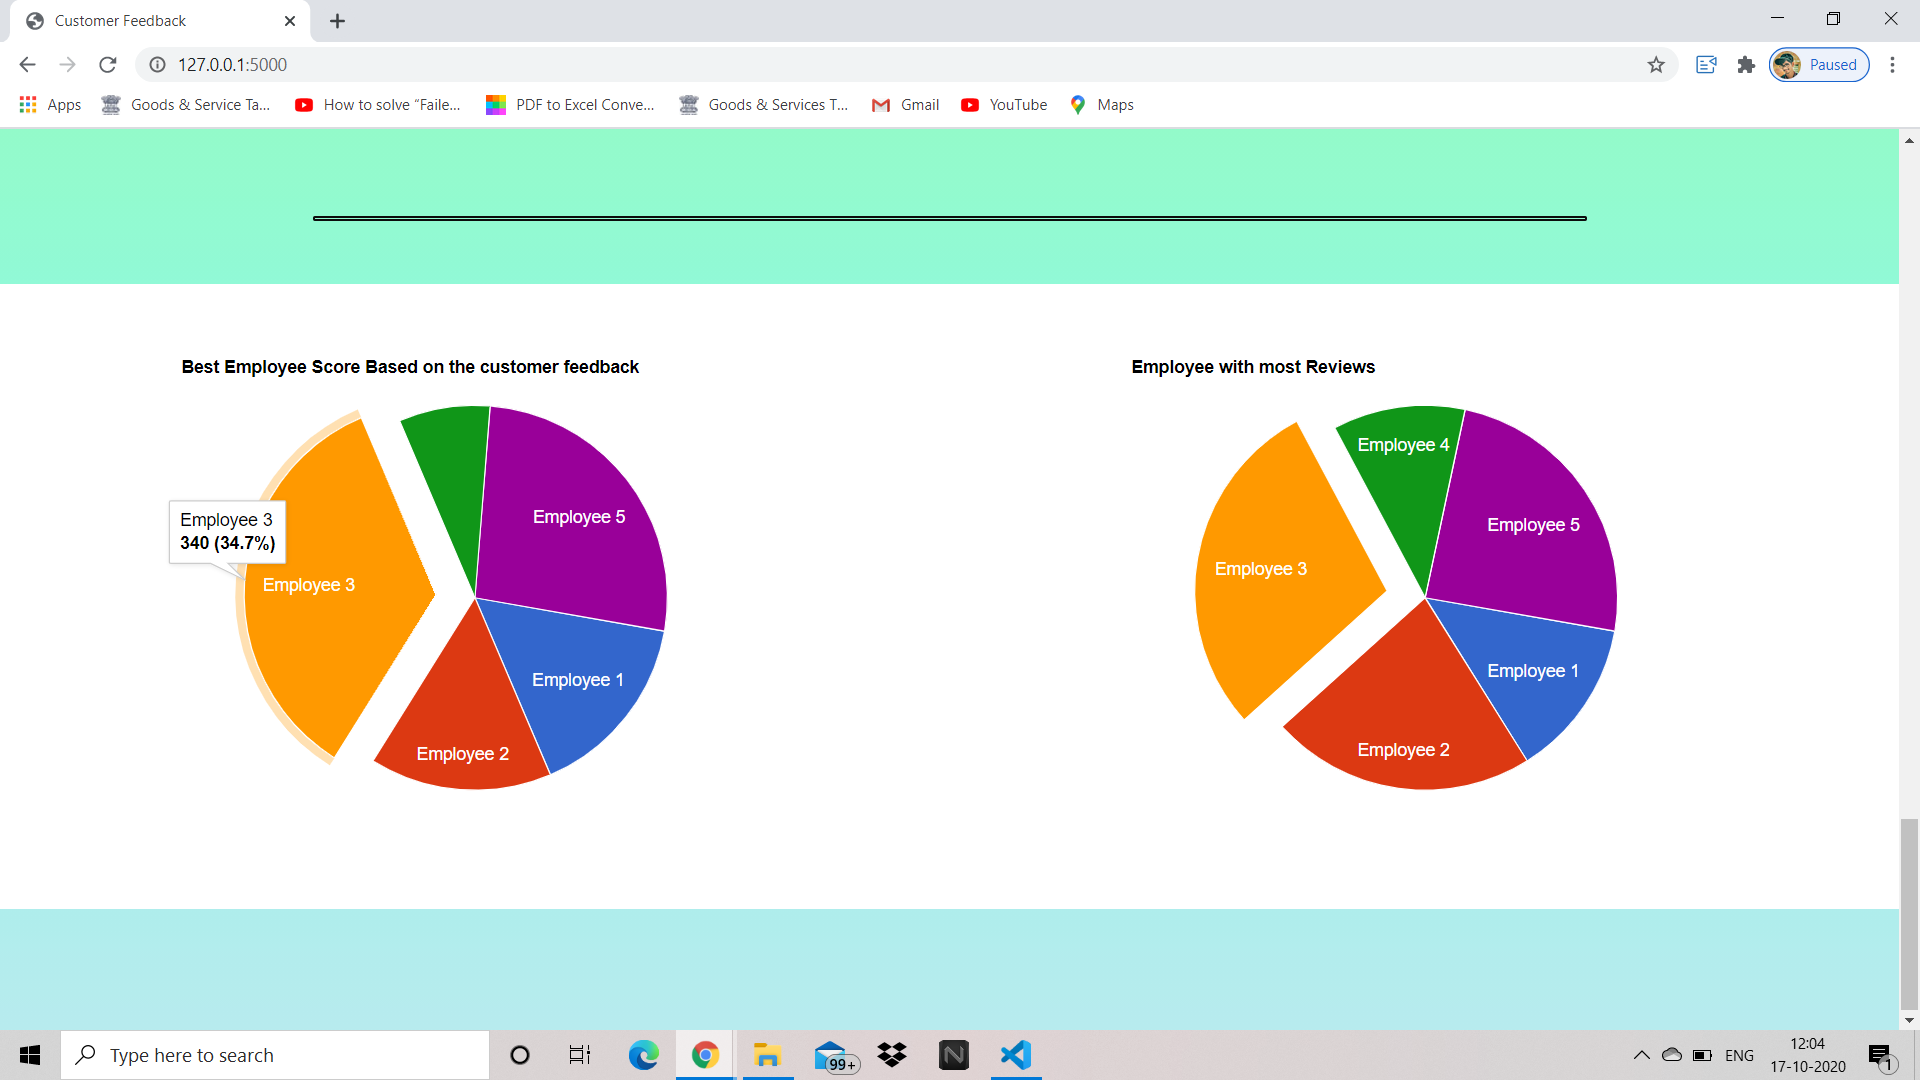 Customer Feedback
127.0.0.1:5000
Paused
Apps
Goods & Service Ta...
How to solve “Faile...
PDF to Excel Conve...
Goods & Services T...
Gmail
YouTube
Maps
Best Employee Score Based on the customer feedback
Employee 3
340 (34.7%)
Employee 3
Employee 5
Employee 1
Employee 2
Employee with most Reviews
Employee 4
Employee 5
Employee 3
Employee 1
Employee 2
Type here to search
99+
N
ENG
12:04
17-10-2020
1